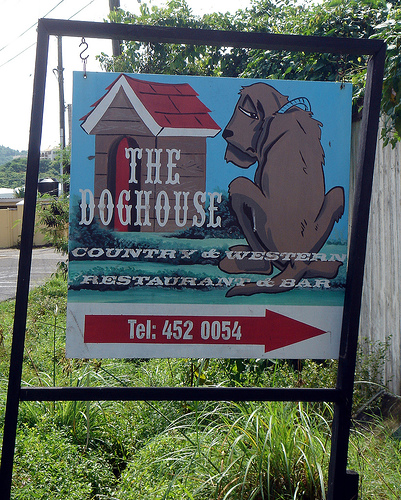 THE
DOGHOUSE
COUNTRY & WESTERN
RESTAURANT & BAR
Tel: 452 0054